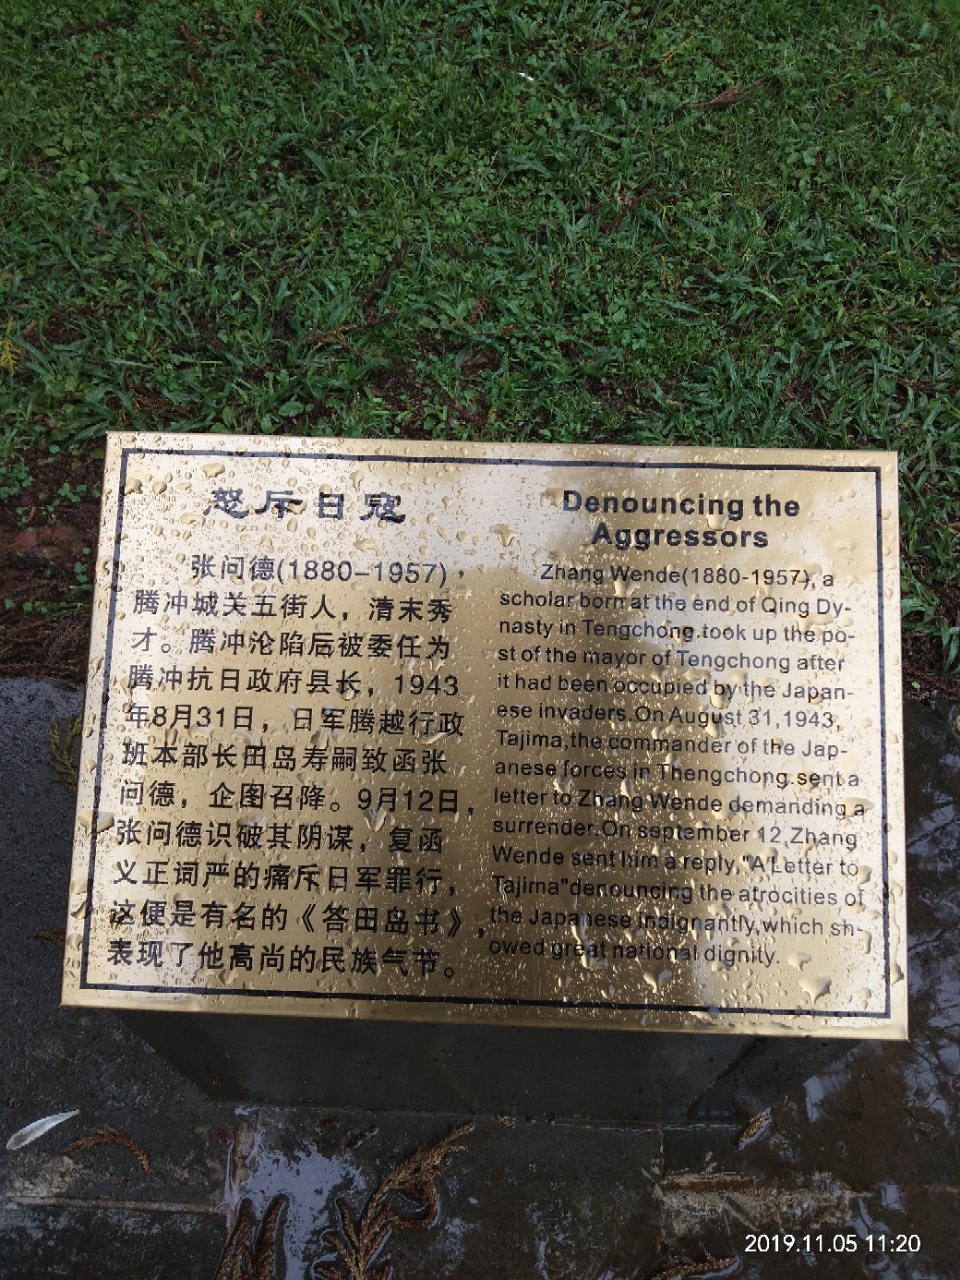 怒斥日寇
张问德(1880-1957)，
腾冲城关五街人，清末秀
才。腾冲沦陷后被委任为
腾冲抗日政府县长，1943
年8月31日，日军腾越行政
班本部长田岛寿嗣致函张
问德，企图召降。9月12日，
张问德识破其阴谋，复函
义正词严的痛斥日军罪行，
这便是有名的《答田岛书》，
表现了他高尚的民族气节。
Denouncing the
Aggressors
Zhang Wende(1880-1957), a
scholar born at the end of Qing Dy-
nasty in Tengchong.took up the po-
st of the mayor of Tengchong after
it had been occupied by the Japan-
ese invaders.On August 31,1943,
Tajima,the commander of the Jap-
anese forces in Thengchong.sent a
letter to Zhang Wende demanding a
surrender.On september 12,Zhang
Wende sent him a reply,"A Letter to
Tajima"denouncing the atrocities of
the Japanese indignantly,which sh-
owed great national dignity.
2019.11.05 11:20